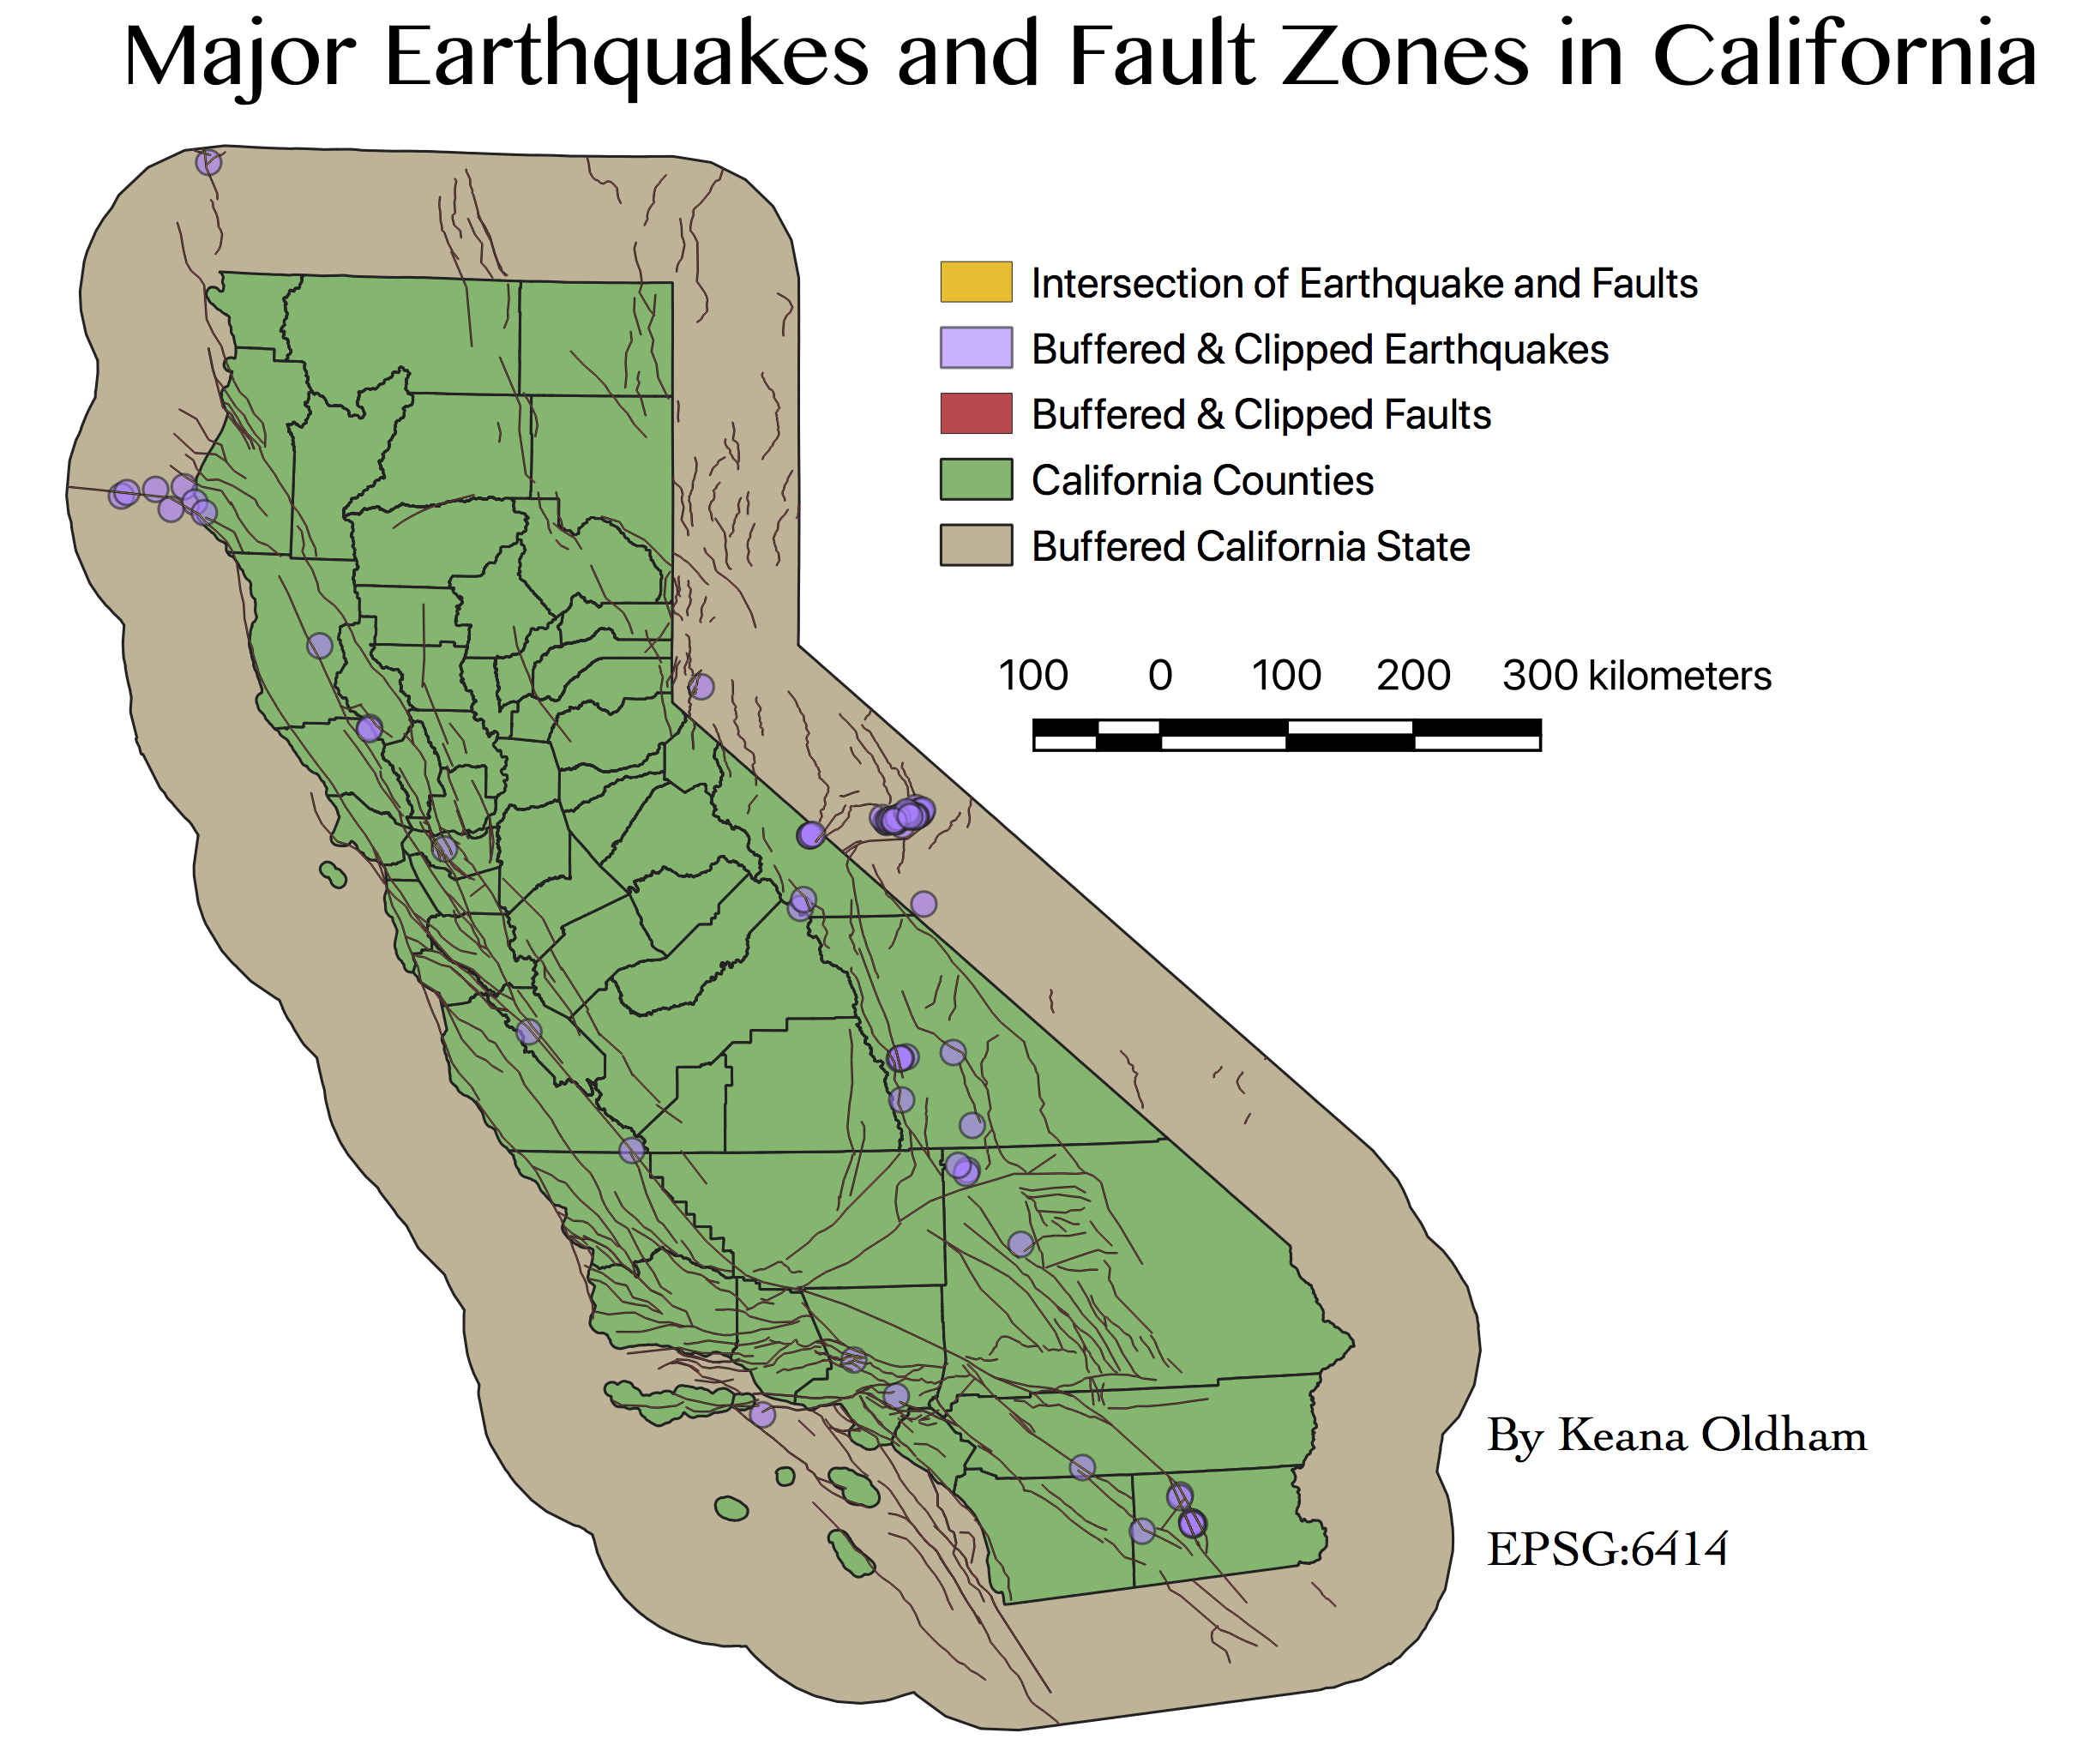 Major Earthquakes and Fault Zones in California
Intersection of Earthquake and Faults
Buffered & Clipped Earthquakes
Buffered & Clipped Faults
California Counties
Buffered California State
100 0 100 200 300 kilometers
By Keana Oldham
EPSG:6414